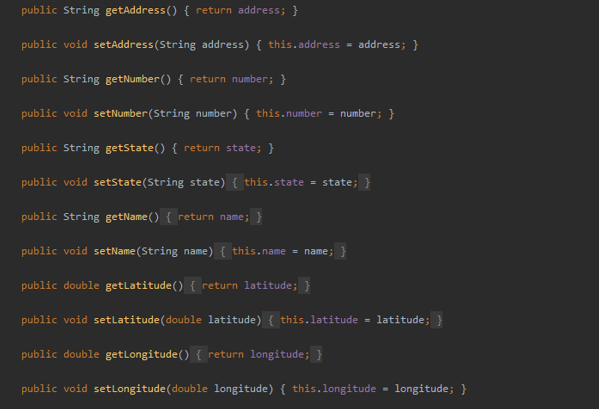 public String getAddress() { return address; }
public void setAddress(String address) { this.address = address; }
public String getNumber() { return number; }
public void setNumber(String number) { this.number = number; }
public String getState() { return state; }
public void setState(String state) { this.state = state; }
public String getName() { return name; }
public void setName(String name) { this.name = name; }
public double getLatitude() { return latitude; }
public void setLatitude(double latitude) { this.latitude = latitude; }
public double getLongitude() { return longitude; }
public void setLongitude(double longitude) { this.longitude = longitude; }